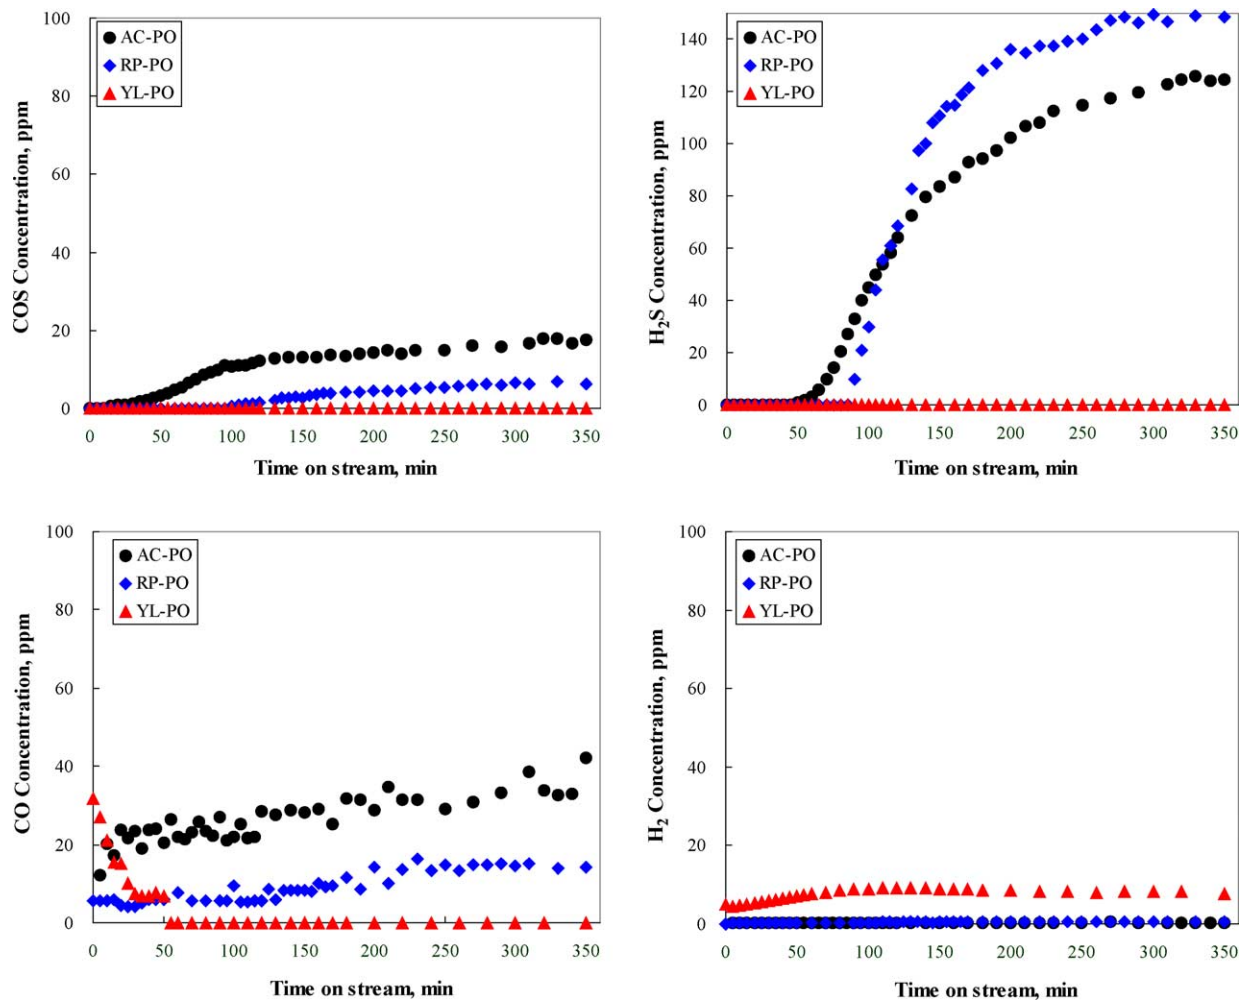 100
AC-PO
RP-PO
YL-PO
80
60
40
20
0
0 50 100 150 200 250 300 350
COS Concentration, ppm
Time on stream, min
140
AC-PO
RP-PO
YL-PO
120
100
80
60
40
20
0
0 50 100 150 200 250 300 350
H₂S Concentration, ppm
Time on stream, min
100
AC-PO
RP-PO
YL-PO
80
60
40
20
0
0 50 100 150 200 250 300 350
CO Concentration, ppm
Time on stream, min
100
AC-PO
RP-PO
YL-PO
80
60
40
20
0
0 50 100 150 200 250 300 350
H₂ Concentration, ppm
Time on stream, min